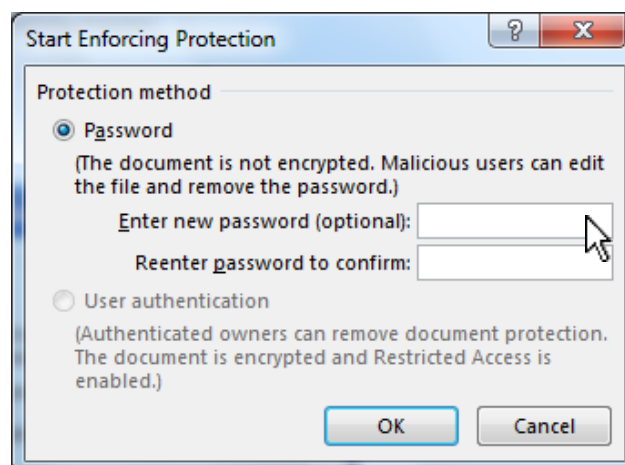 Start Enforcing Protection
?
X
Protection method
Password
(The document is not encrypted. Malicious users can edit
the file and remove the password.)
Enter new password (optional):
Reenter password to confirm:
User authentication
(Authenticated owners can remove document protection.
The document is encrypted and Restricted Access is
enabled.)
OK Cancel